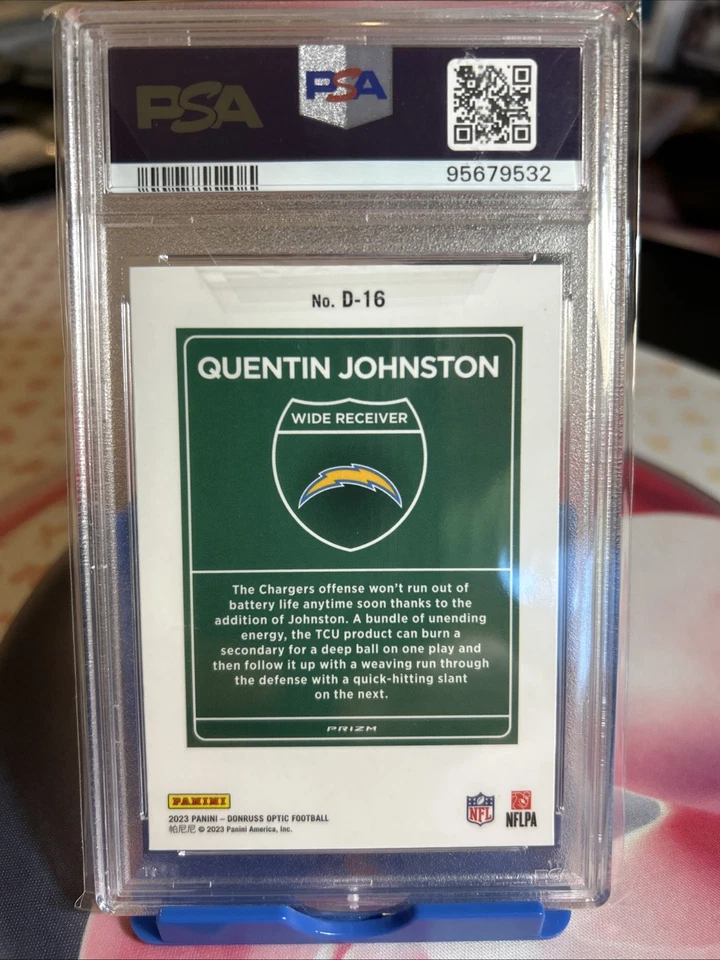 PSA
PSA
95679532
No. D-16
QUENTIN JOHNSTON
WIDE RECEIVER
The Chargers offense won't run out of
battery life anytime soon thanks to the
addition of Johnston. A bundle of unending
energy, the TCU product can burn a
secondary for a deep ball on one play and
then follow it up with a weaving run through
the defense with a quick-hitting slant
on the next.
PRIZM
PANINI
2023 PANINI – DONRUSS OPTIC FOOTBALL
帕尼尼 © 2023 Panini America, Inc.
NFL
NFLPA